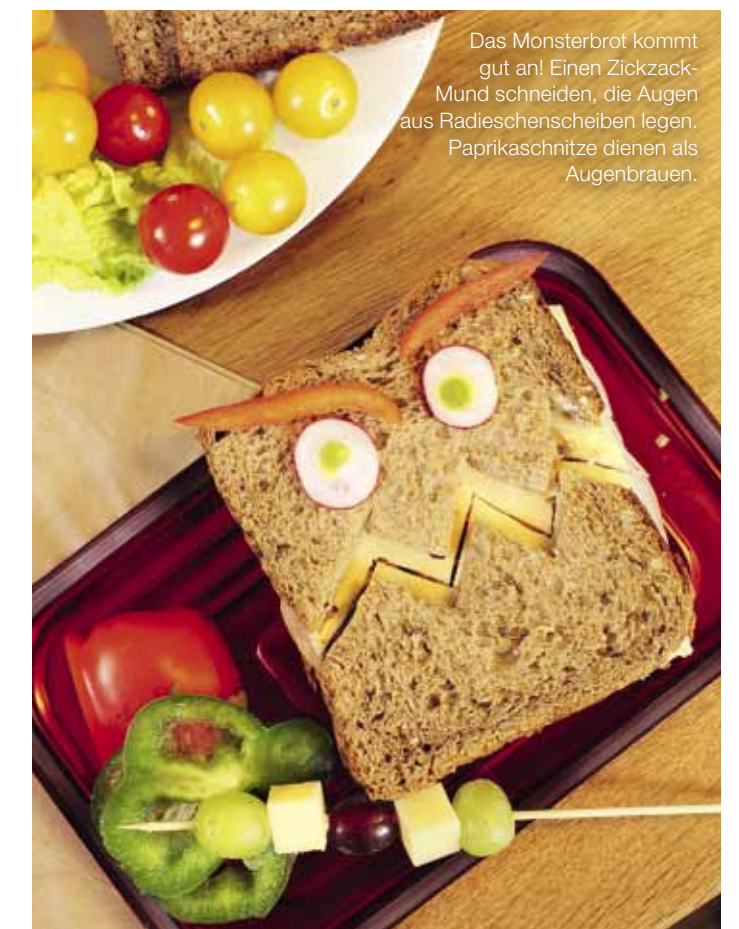 Das Monsterbrot kommt
gut an! Einen Zickzack-
Mund schneiden, die Augen
aus Radieschenscheiben legen.
Paprikaschnitze dienen als
Augenbrauen.